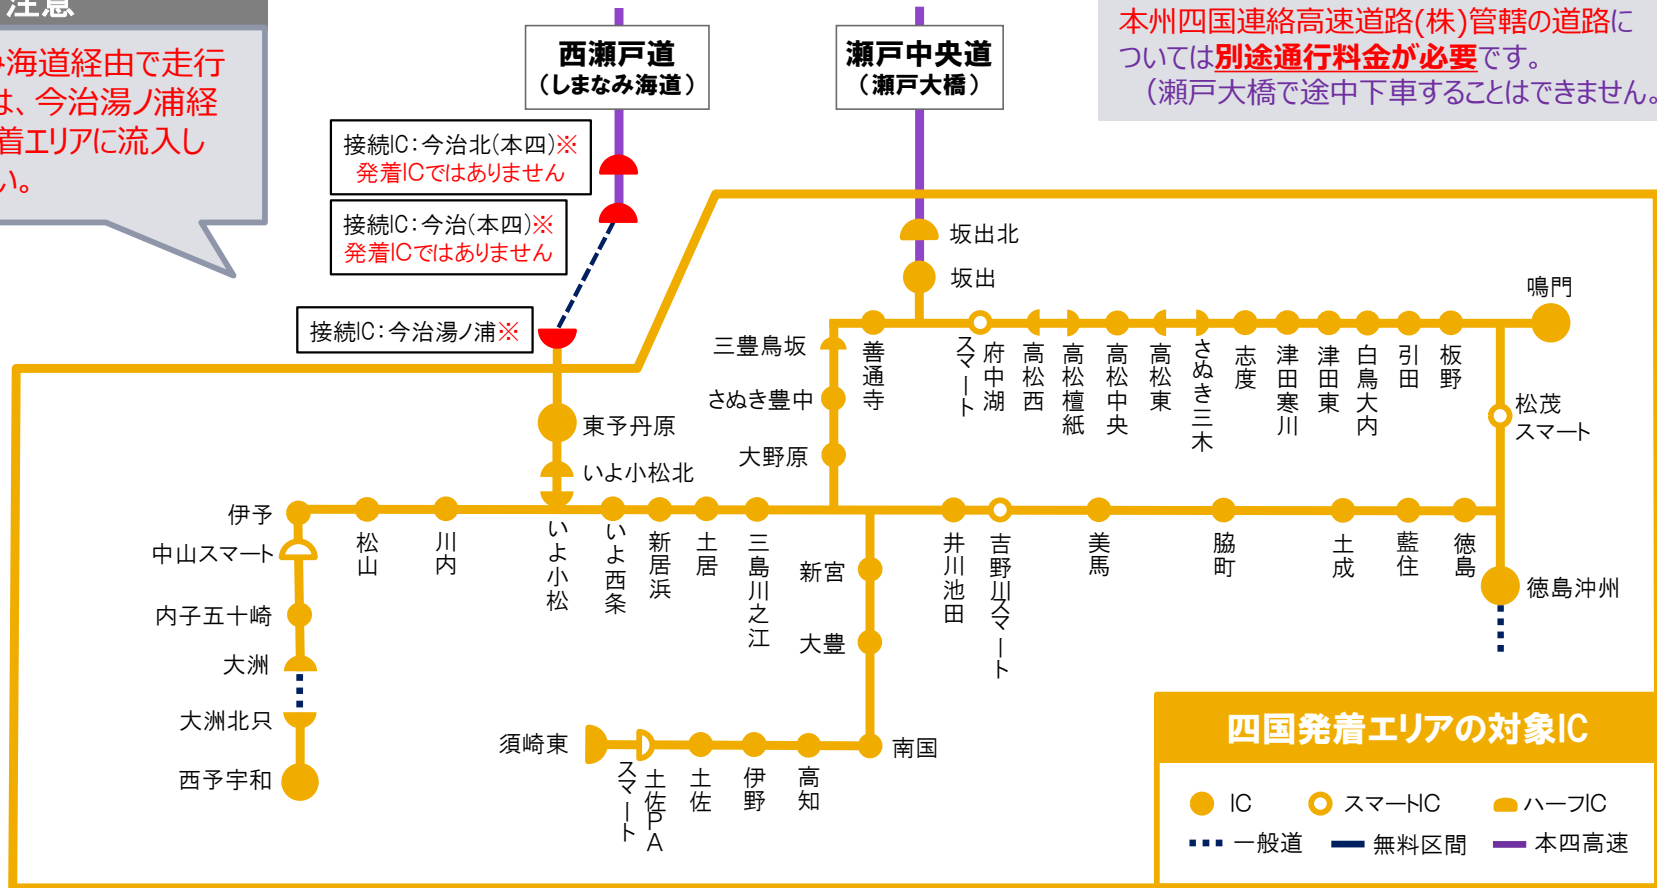 注意
み海道経由で走行
は、今治湯ノ浦経
着エリアに流入し
い。
西瀬戸道
（しまなみ海道）
瀬戸中央道
（瀬戸大橋）
本州四国連絡高速道路(株)管轄の道路に
ついては別途通行料金が必要です。
（瀬戸大橋で途中下車することはできません。
接続IC：今治北(本四)※
発着ICではありません
接続IC：今治(本四)※
発着ICではありません
接続IC：今治湯ノ浦※
坂出北
坂出
鳴門
三豊鳥坂
さぬき豊中
大野原
善通寺
府中湖
スマート
高松西
高松檀紙
高松中央
高松東
さぬき三木
志度
津田寒川
津田東
白鳥大内
引田
板野
松茂
スマート
東予丹原
いよ小松北
伊予
中山スマート
内子五十崎
大洲
大洲北只
西予宇和
松山
川内
いよ小松
いよ西条
新居浜
土居
三島川之江
新宮
大豊
南国
井川池田
吉野川スマート
美馬
脇町
土成
藍住
徳島
徳島沖州
須崎東
土佐PA
スマート
土佐
伊野
高知
四国発着エリアの対象IC
IC
スマートIC
ハーフIC
一般道
無料区間
本四高速